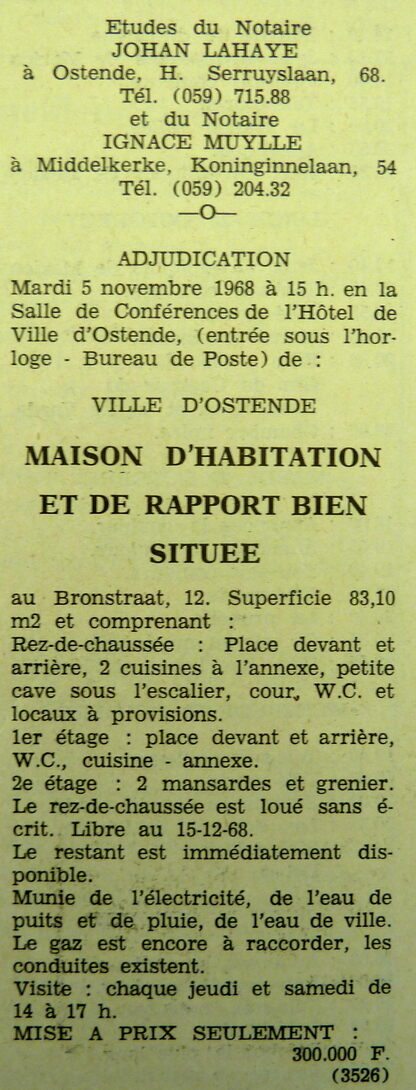 Etudes du Notaire
JOHAN LAHAYE
à Ostende, H. Serruyslaan, 68.
Tél. (059) 715.88
et du Notaire
IGNACE MUYLLE
à Middelkerke, Koninginnelaan, 54
Tél. (059) 204.32
—O—
ADJUDICATION
Mardi 5 novembre 1968 à 15 h. en la
Salle de Conférences de l'Hôtel de
Ville d'Ostende, (entrée sous l'hor-
loge - Bureau de Poste) de :
VILLE D'OSTENDE
MAISON D'HABITATION
ET DE RAPPORT BIEN
SITUEE
au Bronstraat, 12. Superficie 83,10
m2 et comprenant :
Rez-de-chaussée : Place devant et
arrière, 2 cuisines à l'annexe, petite
cave sous l'escalier, cour, W.C. et
locaux à provisions.
1er étage : place devant et arrière,
W.C., cuisine - annexe.
2e étage : 2 mansardes et grenier.
Le rez-de-chaussée est loué sans é-
crit. Libre au 15-12-68.
Le restant est immédiatement dis-
ponible.
Munie de l'électricité, de l'eau de
puits et de pluie, de l'eau de ville.
Le gaz est encore à raccorder, les
conduites existent.
Visite : chaque jeudi et samedi de
14 à 17 h.
MISE A PRIX SEULEMENT :
300.000 F.
(3526)